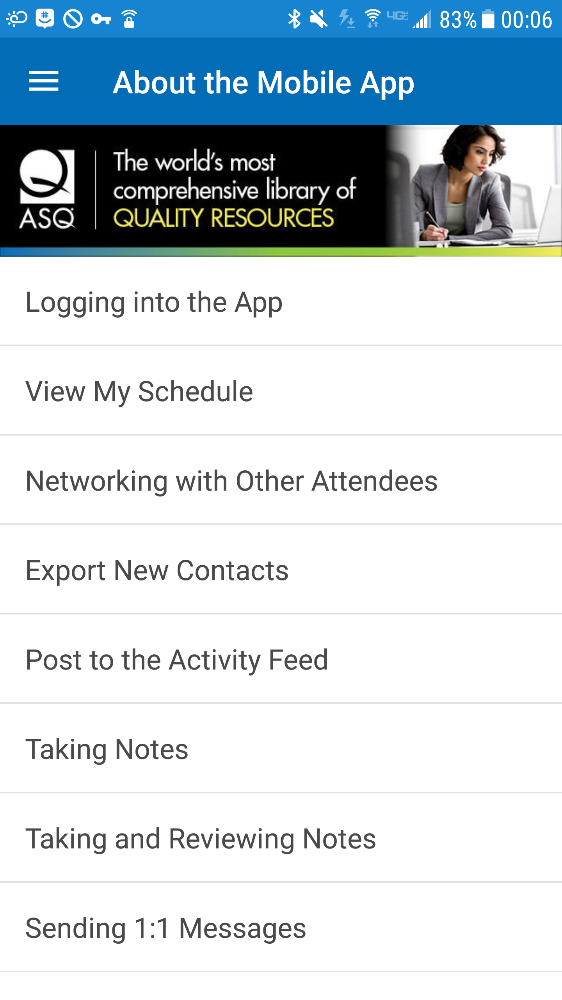 4G LTE 83% 00:06
About the Mobile App
The world's most
comprehensive library of
QUALITY RESOURCES
ASQ
Logging into the App
View My Schedule
Networking with Other Attendees
Export New Contacts
Post to the Activity Feed
Taking Notes
Taking and Reviewing Notes
Sending 1:1 Messages